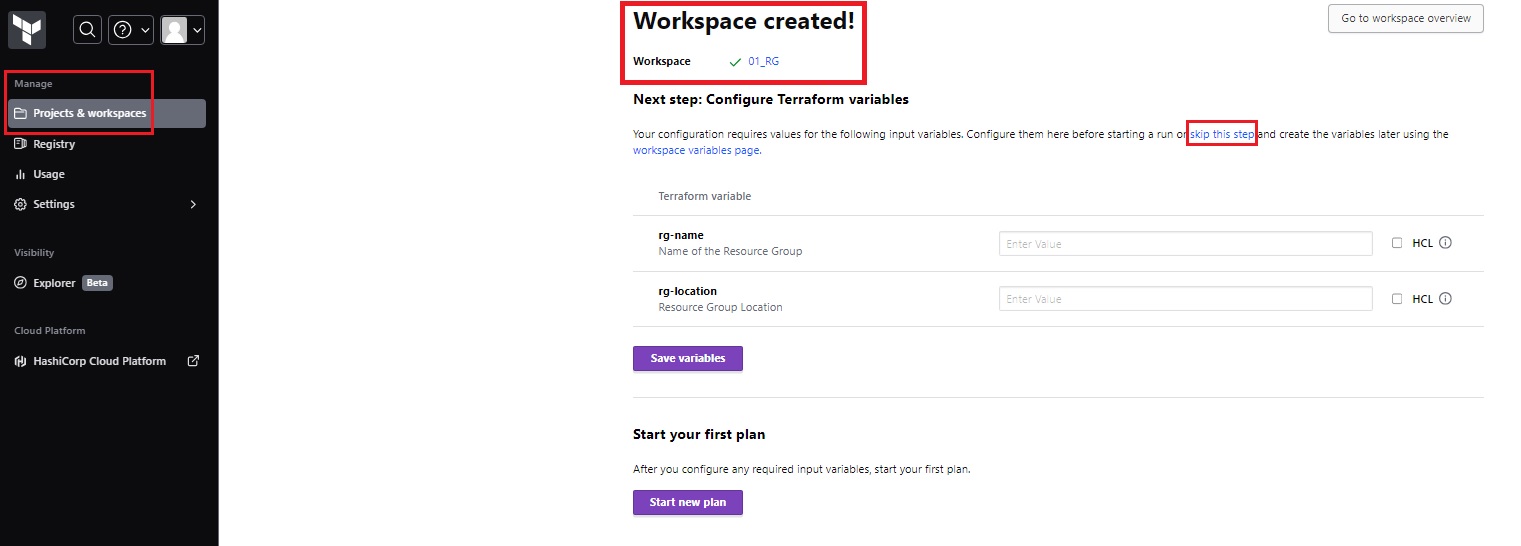 Manage
Projects & workspaces
Registry
Usage
Settings
Visibility
Explorer Beta
Cloud Platform
HashiCorp Cloud Platform
Workspace created!
Go to workspace overview
Workspace 01_RG
Next step: Configure Terraform variables
Your configuration requires values for the following input variables. Configure them here before starting a run or skip this step and create the variables later using the
workspace variables page.
Terraform variable
rg-name
Name of the Resource Group
Enter Value
HCL
rg-location
Resource Group Location
Enter Value
HCL
Save variables
Start your first plan
After you configure any required input variables, start your first plan.
Start new plan